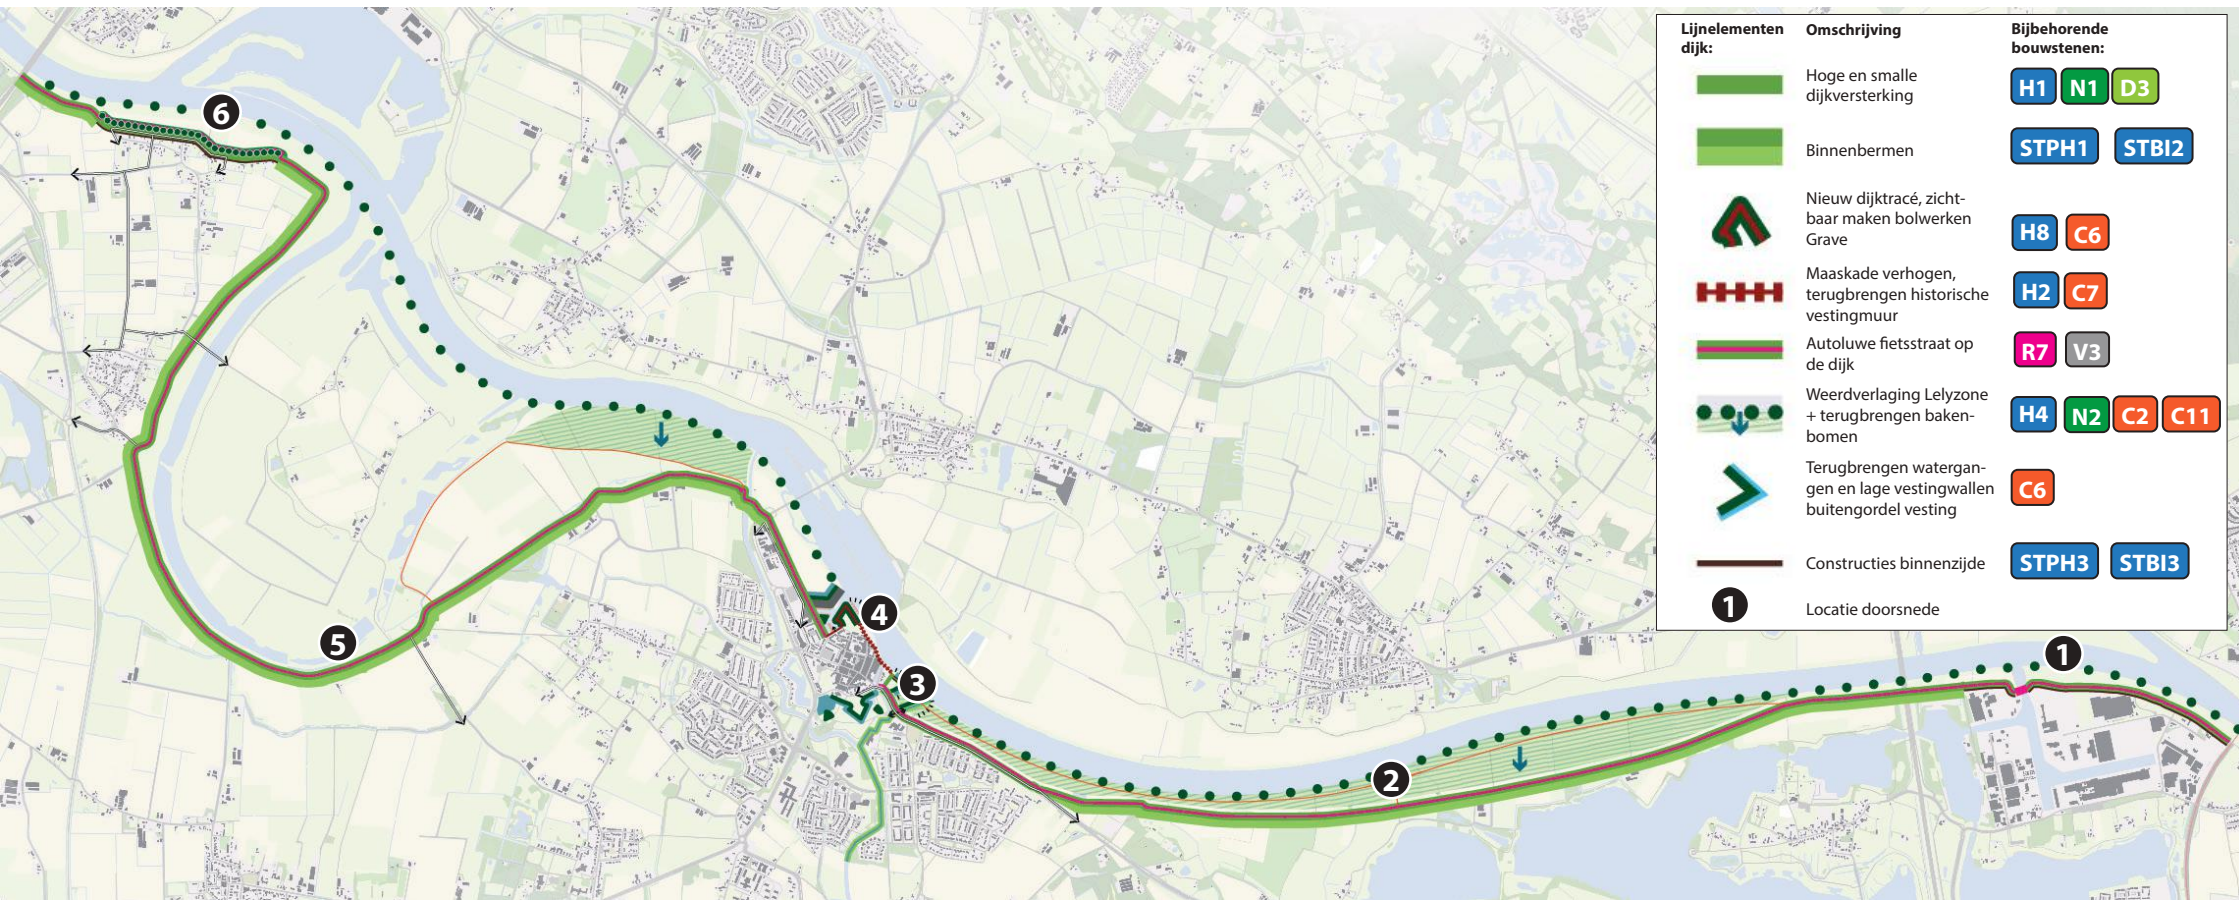 Lijnelementen dijk:
Omschrijving
Bijbehorende bouwstenen:
Hoge en smalle
dijkversterking
H1 N1 D3
Binnenbermen
STPH1 STBI2
Nieuw dijktracé, zicht-
baar maken bolwerken
Grave
H8 C6
Maaskade verhogen,
terugbrengen historische
vestingmuur
H2 C7
Autoluwe fietsstraat op
de dijk
R7 V3
Weerdverlaging Lelyzone
+ terugbrengen baken-
bomen
H4 N2 C2 C11
Terugbrengen watergan-
gen en lage vestingwallen
buitengordel vesting
C6
Constructies binnenzijde
STPH3 STBI3
1 Locatie doorsnede
6
5
4
3
2
1